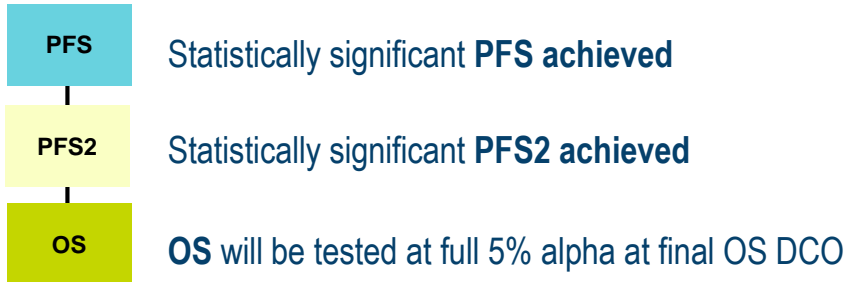 PFS
Statistically significant PFS achieved
PFS2
Statistically significant PFS2 achieved
OS
OS will be tested at full 5% alpha at final OS DCO